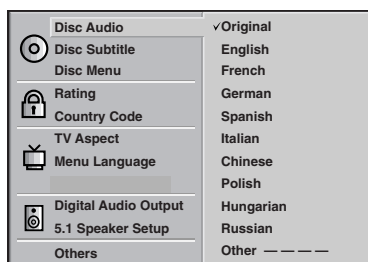 Disc Audio
Disc Subtitle
Disc Menu
Rating
Country Code
TV Aspect
Menu Language
Digital Audio Output
5.1 Speaker Setup
Others
✓Original
English
French
German
Spanish
Italian
Chinese
Polish
Hungarian
Russian
Other — — — —